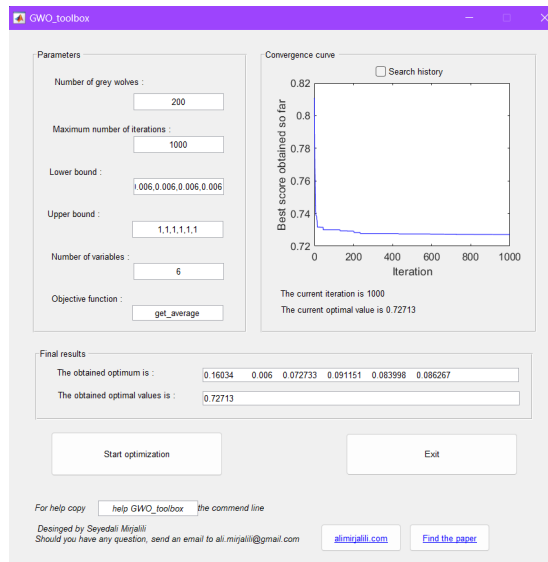 GWO_toolbox
Parameters
Number of grey wolves :
200
Maximum number of iterations :
1000
Lower bound :
0.006,0.006,0.006,0.006
Upper bound :
1,1,1,1,1,1
Number of variables :
6
Objective function :
get_average
Convergence curve
Search history
Best score obtained so far
0.82
0.8
0.78
0.76
0.74
0.72
0 200 400 600 800 1000
Iteration
The current iteration is 1000
The current optimal value is 0.72713
Final results
The obtained optimum is :
0.16034 0.006 0.072733 0.091151 0.083998 0.086267
The obtained optimal values is :
0.72713
Start optimization
Exit
For help copy help GWO_toolbox the commend line
Desinged by Seyedali Mirjalili
Should you have any question, send an email to ali.mirjalili@gmail.com
alimirjalili.com
Find the paper